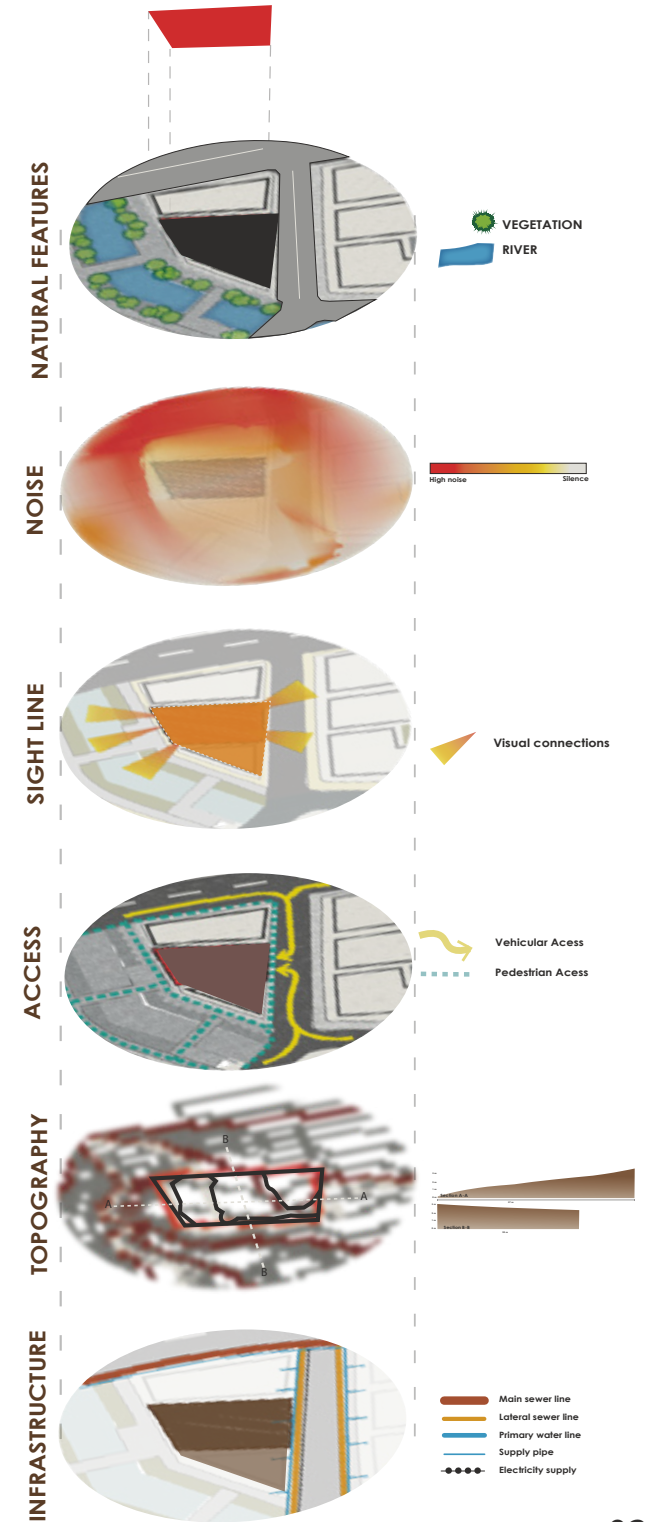 NATURAL FEATURES
VEGETATION
RIVER
NOISE
High noise
Silence
SIGHT LINE
Visual connections
ACCESS
Vehicular Acess
Pedestrian Acess
TOPOGRAPHY
B
A
A
B
Section A-A
Section B-B
INFRASTRUCTURE
Main sewer line
Lateral sewer line
Primary water line
Supply pipe
Electricity supply